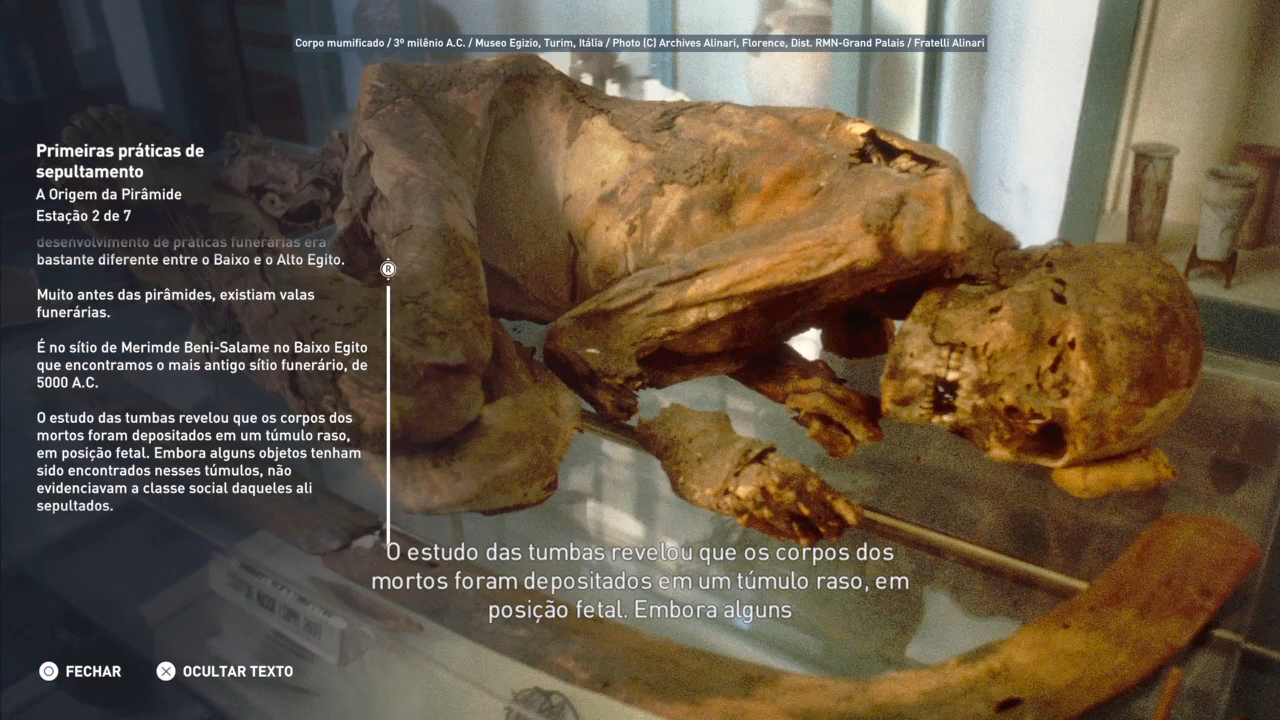 Corpo mumificado / 3º milênio A.C. / Museo Egizio, Turim, Itália / Photo (C) Archives Alinari, Florence, Dist. RMN-Grand Palais / Fratelli Alinari
Primeiras práticas de
sepultamento
A Origem da Pirâmide
Estação 2 de 7
desenvolvimento de práticas funerárias era
bastante diferente entre o Baixo e o Alto Egito.
R
Muito antes das pirâmides, existiam valas
funerárias.
É no sítio de Merimde Beni-Salame no Baixo Egito
que encontramos o mais antigo sítio funerário, de
5000 A.C.
O estudo das tumbas revelou que os corpos dos
mortos foram depositados em um túmulo raso,
em posição fetal. Embora alguns objetos tenham
sido encontrados nesses túmulos, não
evidenciavam a classe social daqueles ali
sepultados.
O estudo das tumbas revelou que os corpos dos
mortos foram depositados em um túmulo raso, em
posição fetal. Embora alguns
FECHAR
OCULTAR TEXTO